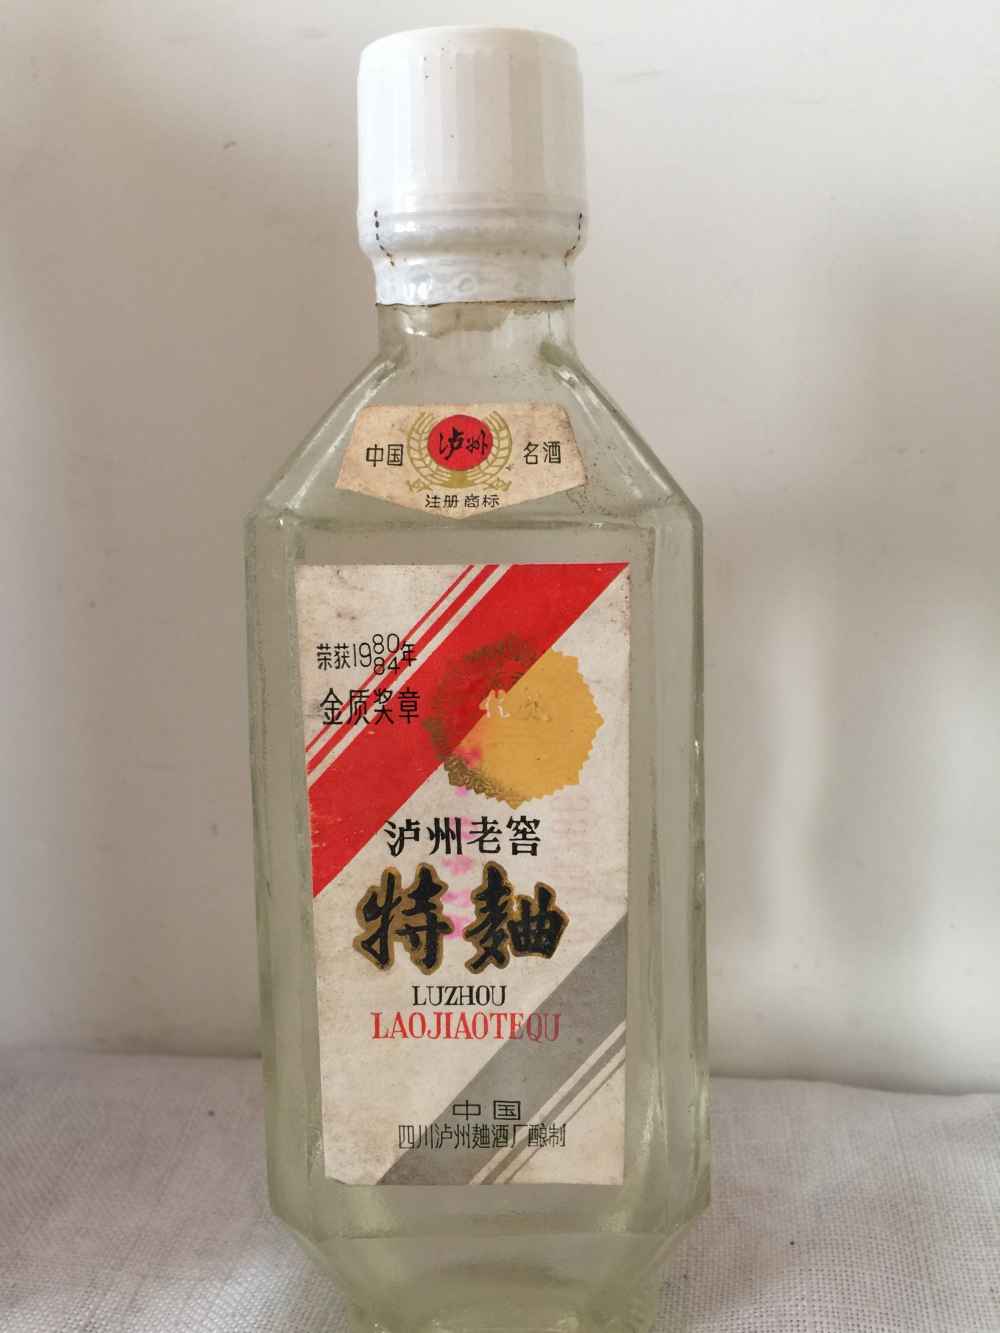 中国 泸州 名酒
注册商标
荣获1980年
84
金质奖章
泸州老窖
特麯
LUZHOU
LAOJIAOTEQU
中国
四川泸州麯酒厂酿制